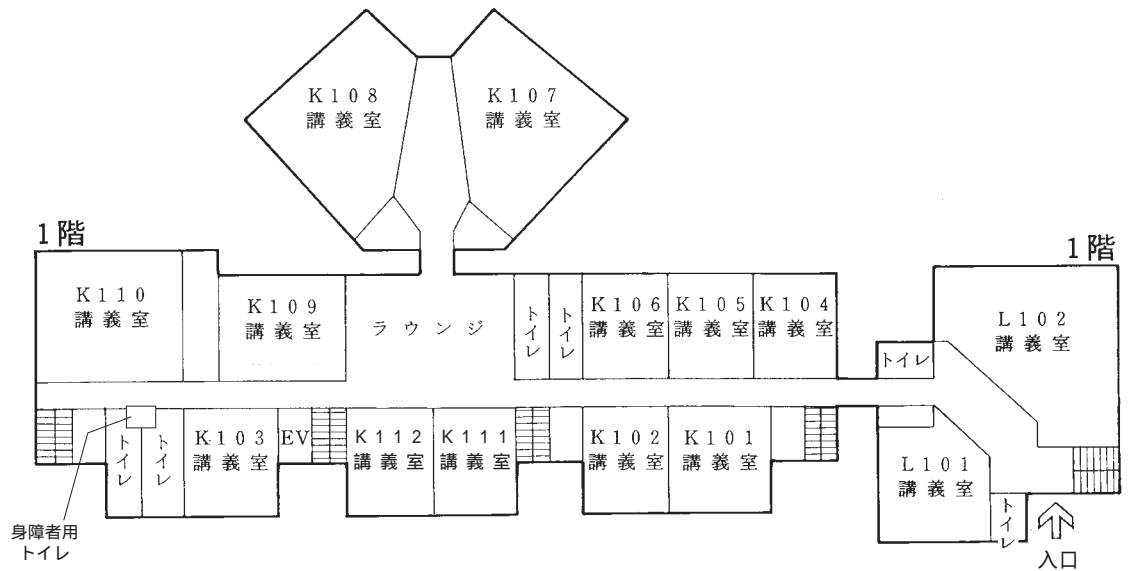 K108
講義室
K107
講義室
1階
1階
K110
講義室
K109
講義室
ラウンジ
トイレ
トイレ
K106
講義室
K105
講義室
K104
講義室
L102
講義室
トイレ
トイレ
トイレ
K103
講義室
EV
K112
講義室
K111
講義室
K102
講義室
K101
講義室
L101
講義室
トイレ
身障者用
トイレ
入口